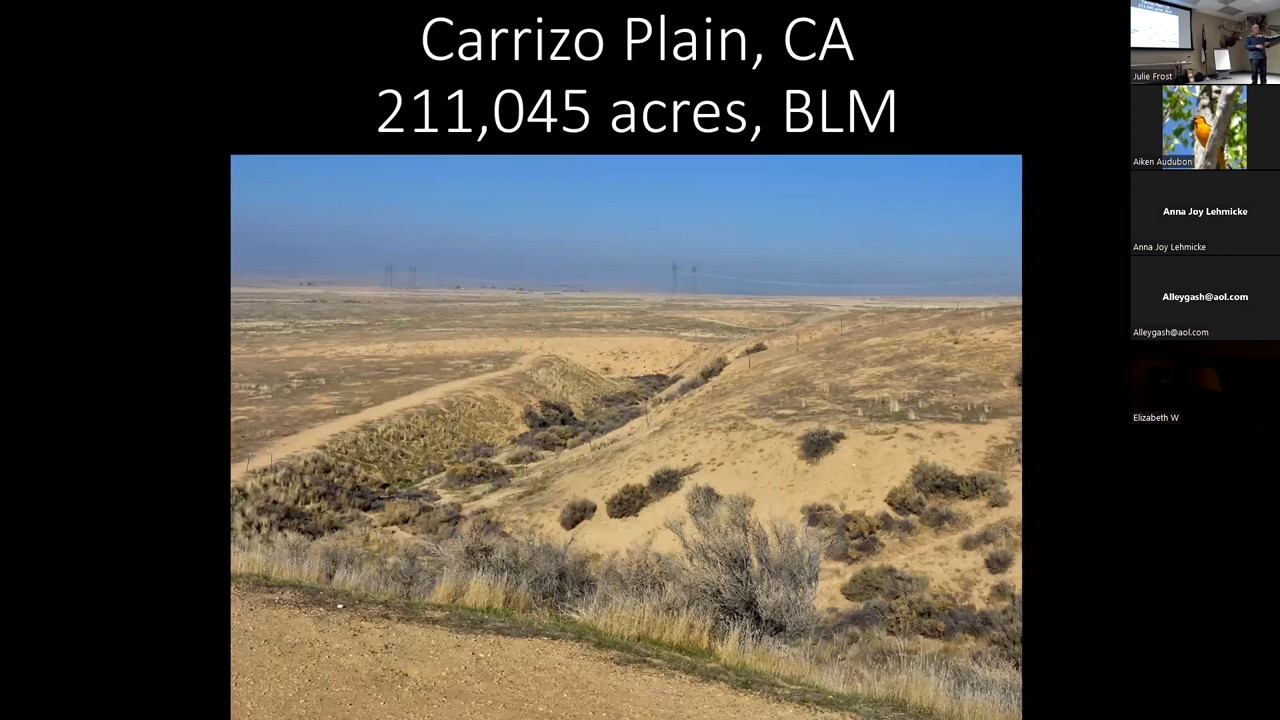 Carrizo Plain, CA
211,045 acres, BLM
Julie Frost
Aiken Audubon
Anna Joy Lehmicke
Anna Joy Lehmicke
Alleygash@aol.com
Alleygash@aol.com
Elizabeth W